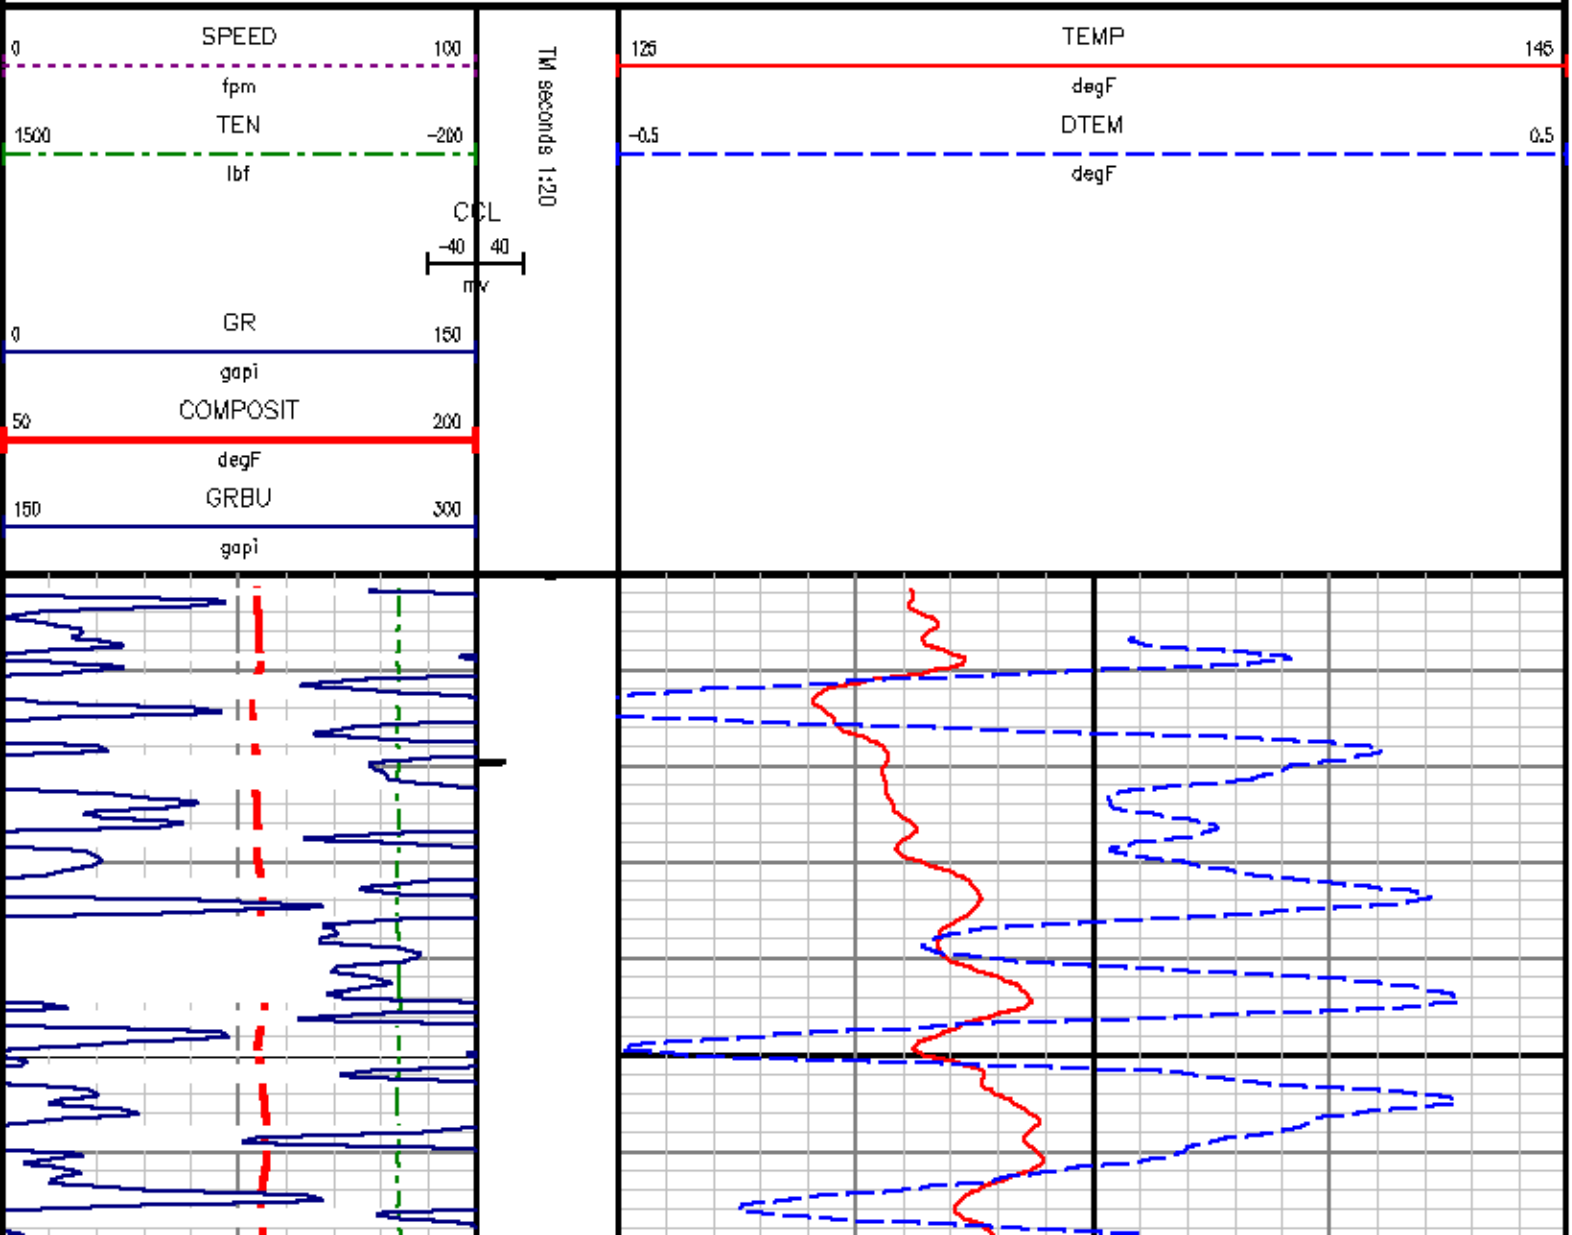 SPEED
0 100
fpm
TEN
1500 -200
lbf
CCL
-40 40
mv
GR
0 150
gapi
COMPOSIT
50 200
degF
GRBU
150 300
gapi
TM seconds 1:20
TEMP
125 145
degF
DTEM
-0.5 0.5
degF